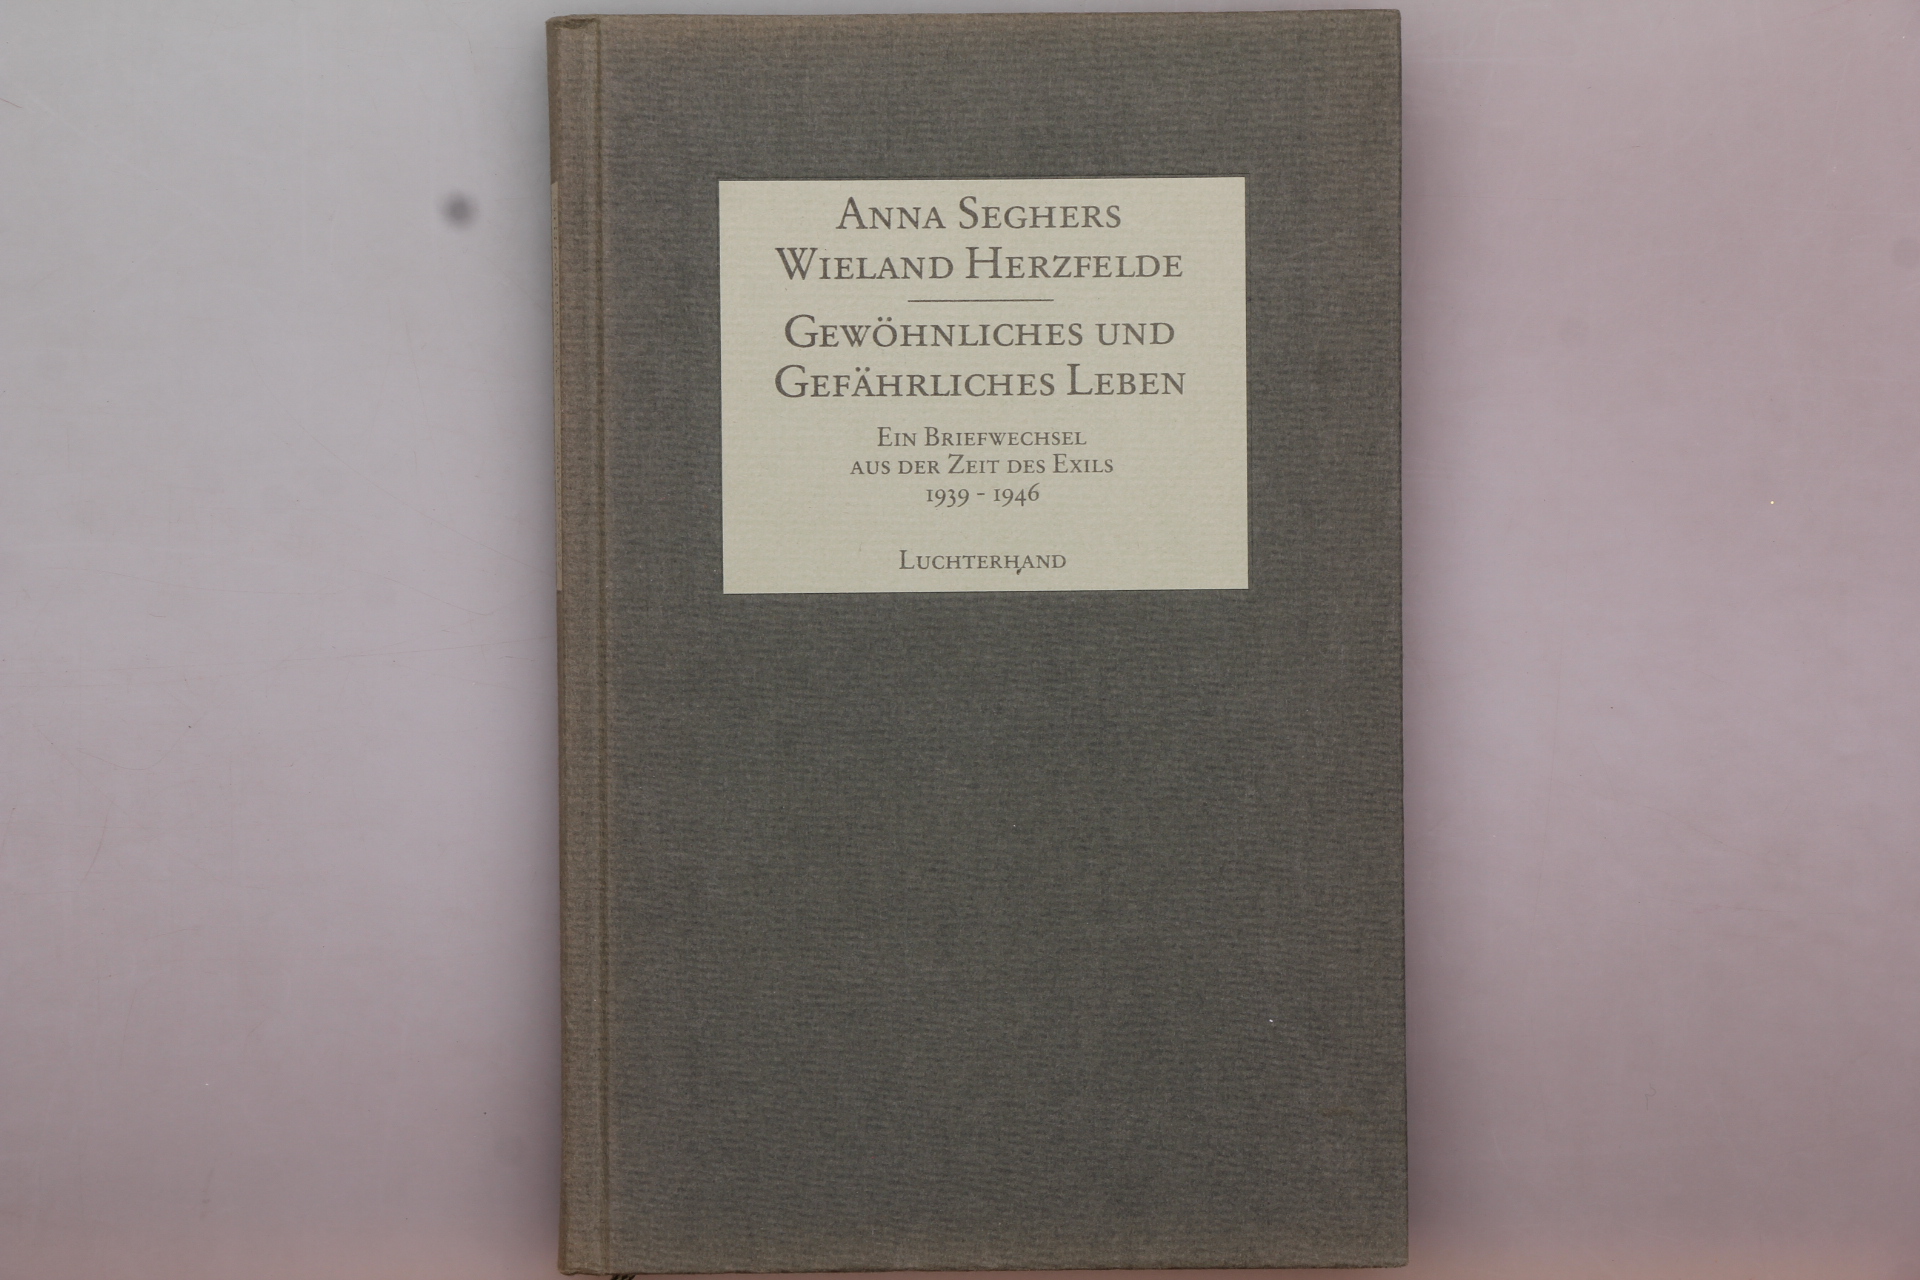 Anna Seghers
Wieland Herzfelde
Gewöhnliches und
Gefährliches Leben
Ein Briefwechsel
aus der Zeit des Exils
1939 - 1946
Luchterhand